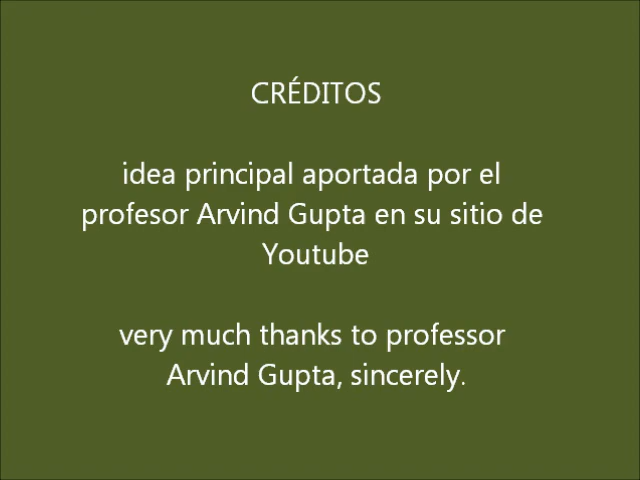 CRÉDITOS
idea principal aportada por el
profesor Arvind Gupta en su sitio de
Youtube
very much thanks to professor
Arvind Gupta, sincerely.